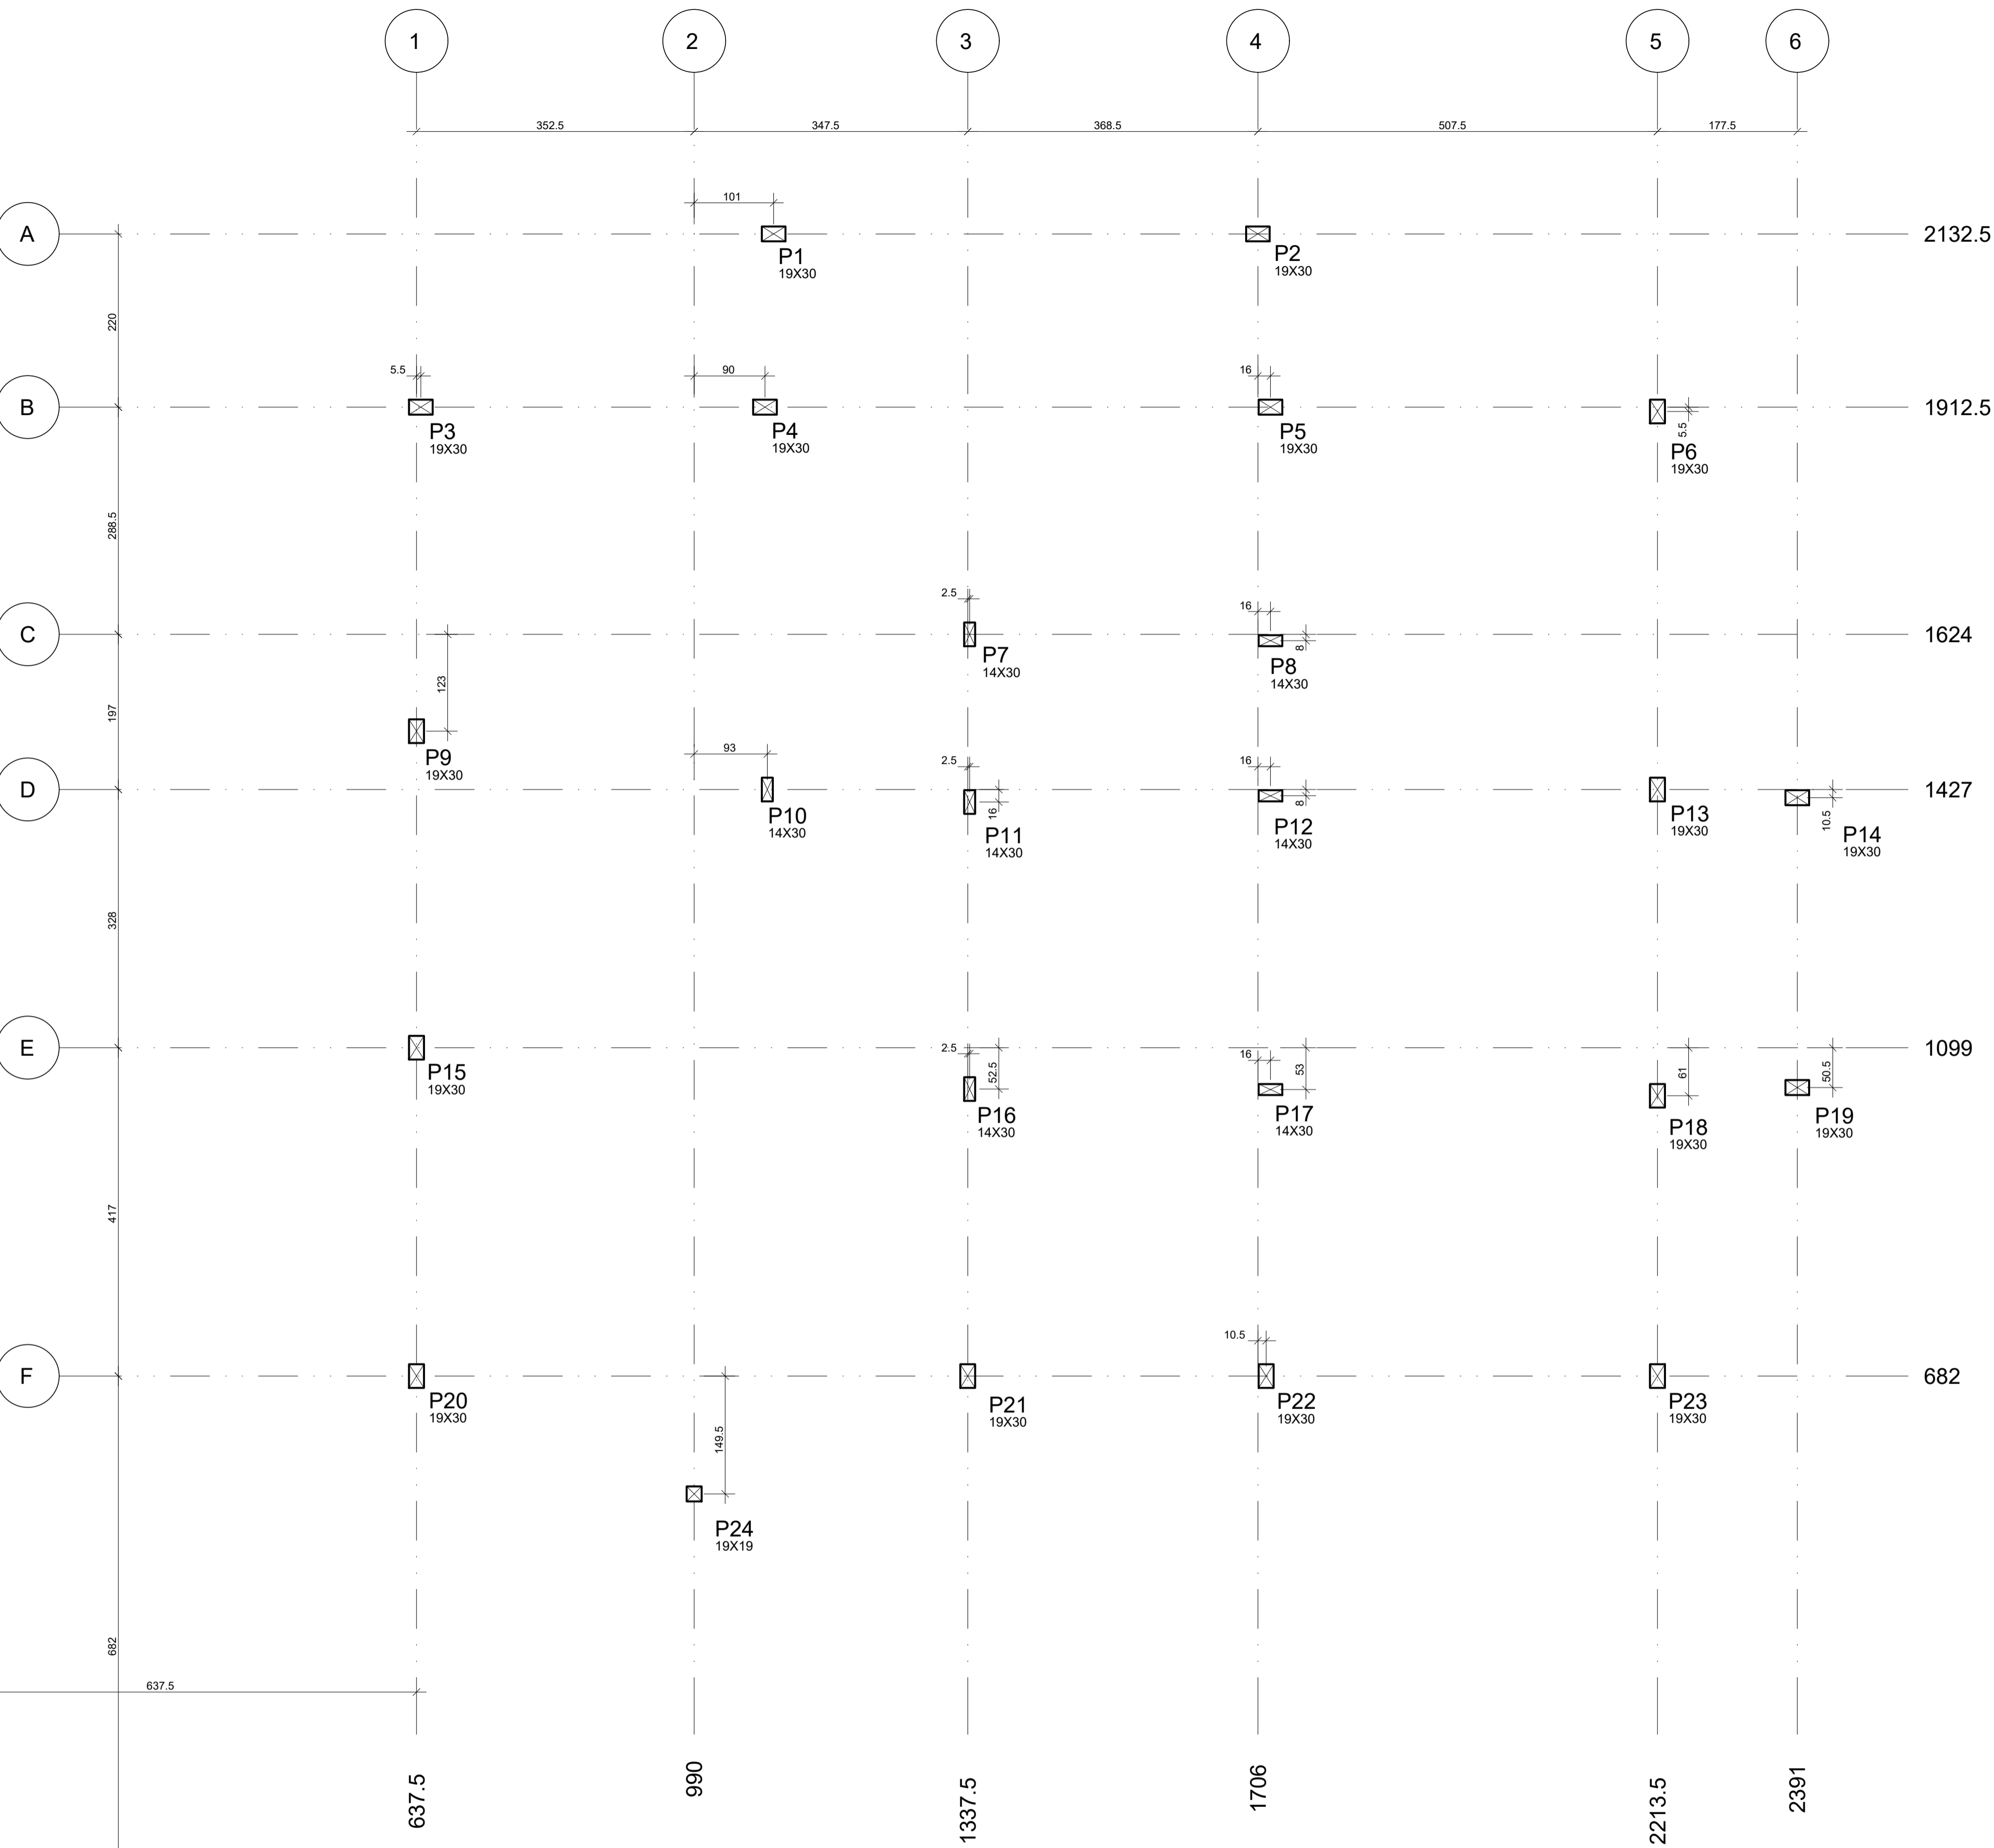 1 2 3 4 5 6
352.5 347.5 368.5 507.5 177.5
101
A 2132.5
P1 P2
19X30 19X30
220
5.5 90 16
B 1912.5
5.5
P3 P4 P5 P6
19X30 19X30 19X30 19X30
288.5
2.5 16
C 1624
8
P7 P8
14X30 14X30
123
197
P9
19X30
93 2.5 16
D 1427
16 8 10.5
P10 P11 P12 P13 P14
14X30 14X30 14X30 19X30 19X30
328
E 1099
2.5 52.5 16 53 61 50.5
P15 P16 P17 P18 P19
19X30 14X30 14X30 19X30 19X30
417
10.5
F 682
P20 P21 P22 P23
19X30 19X30 19X30 19X30
149.5
P24
19X19
682
637.5
637.5 990 1337.5 1706 2213.5 2391